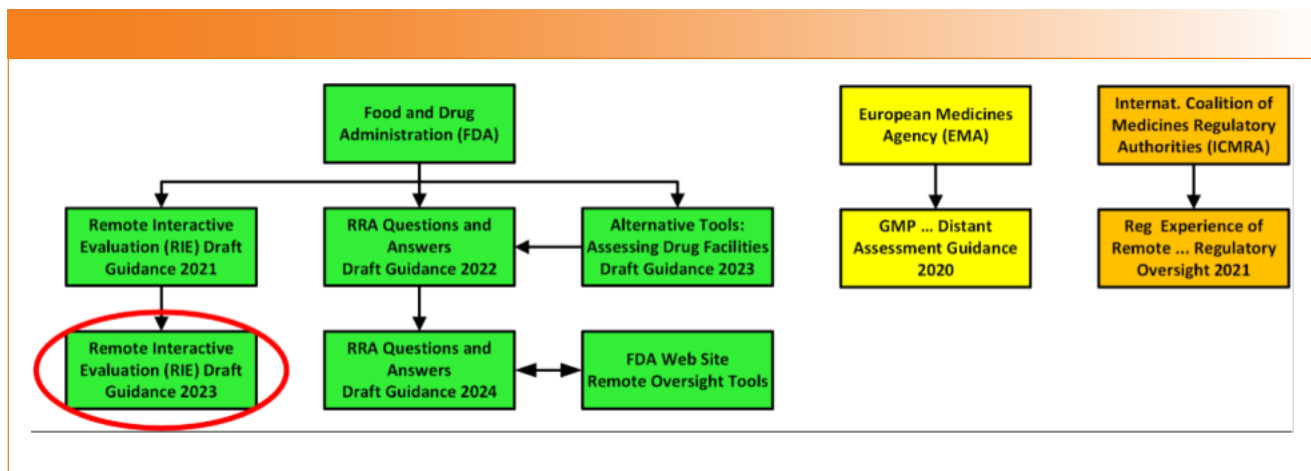 Food and Drug
Administration (FDA)
European Medicines
Agency (EMA)
Internat. Coalition of
Medicines Regulatory
Authorities (ICMRA)
Remote Interactive
Evaluation (RIE) Draft
Guidance 2021
RRA Questions and
Answers
Draft Guidance 2022
Alternative Tools:
Assessing Drug Facilities
Draft Guidance 2023
GMP ... Distant
Assessment Guidance
2020
Reg Experience of
Remote ... Regulatory
Oversight 2021
Remote Interactive
Evaluation (RIE) Draft
Guidance 2023
RRA Questions and
Answers
Draft Guidance 2024
FDA Web Site
Remote Oversight Tools